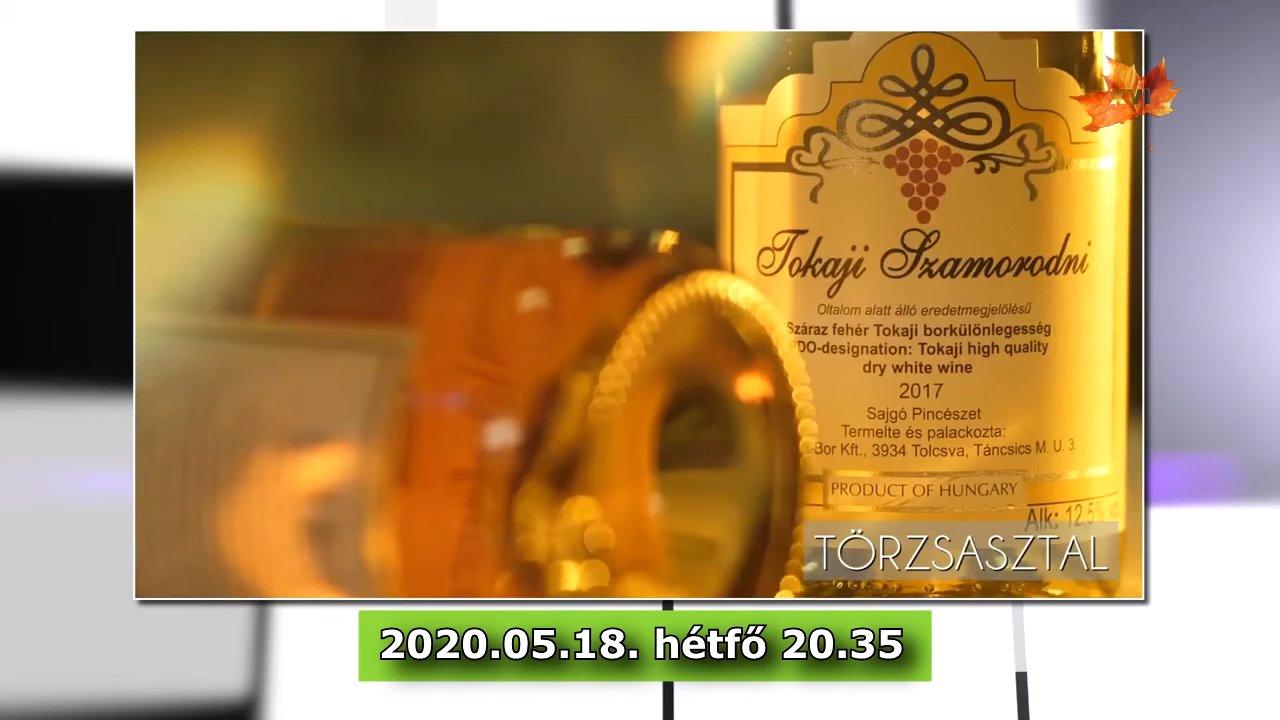 XVI
Tokaji Szamorodni
Oltalom alatt álló eredetmegjelölésű
Száraz fehér Tokaji borkülönlegesség
PDO-designation: Tokaji high quality
dry white wine
2017
Sajgó Pincészet
Termelte és palackozta:
Bor Kft., 3934 Tolcsva, Táncsics M. U. 3
PRODUCT OF HUNGARY
Alk: 12,5%
TÖRZSASZTAL
2020.05.18. hétfő 20.35